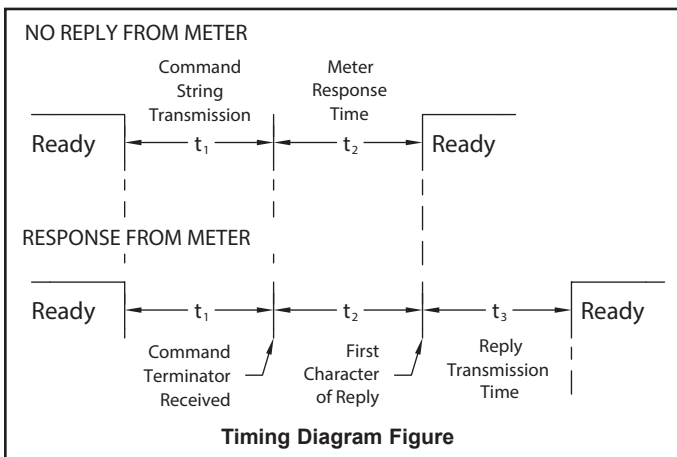 NO REPLY FROM METER
Command
String
Transmission
Meter
Response
Time
Ready t₁ t₂ Ready
RESPONSE FROM METER
Ready t₁ t₂ t₃ Ready
Command
Terminator
Received
First
Character
of Reply
Reply
Transmission
Time
Timing Diagram Figure